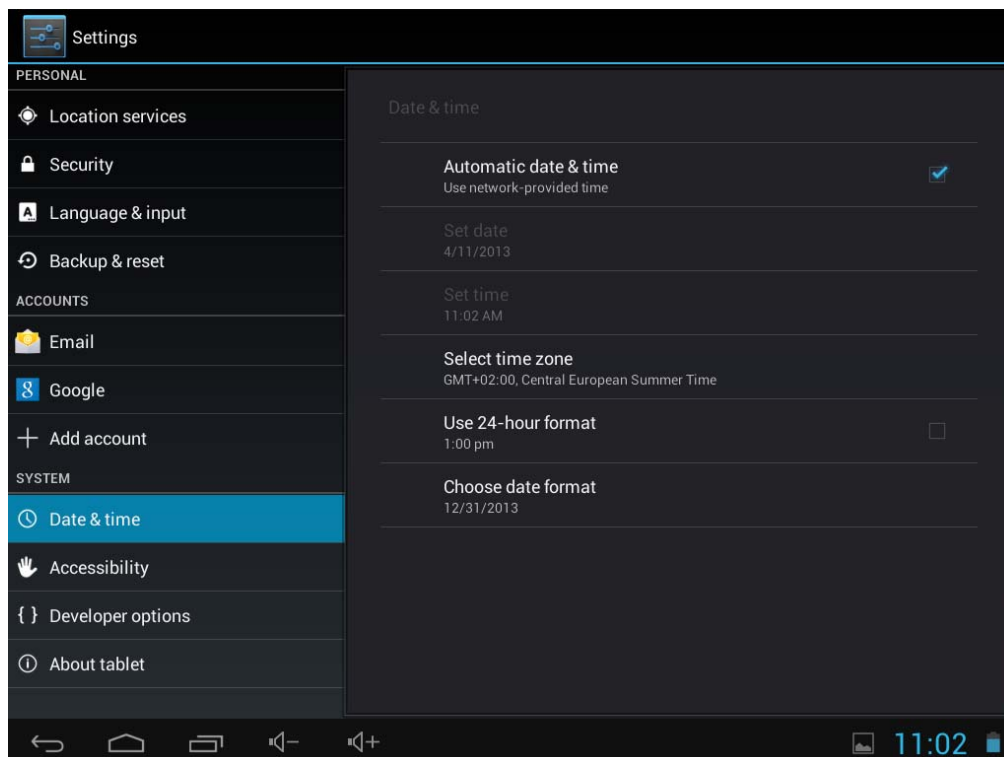 Settings
PERSONAL
Location services
Security
Language & input
Backup & reset
ACCOUNTS
Email
Google
Add account
SYSTEM
Date & time
Accessibility
{ } Developer options
About tablet
Date & time
Automatic date & time
Use network-provided time
Set date
4/11/2013
Set time
11:02 AM
Select time zone
GMT+02:00, Central European Summer Time
Use 24-hour format
1:00 pm
Choose date format
12/31/2013
11:02